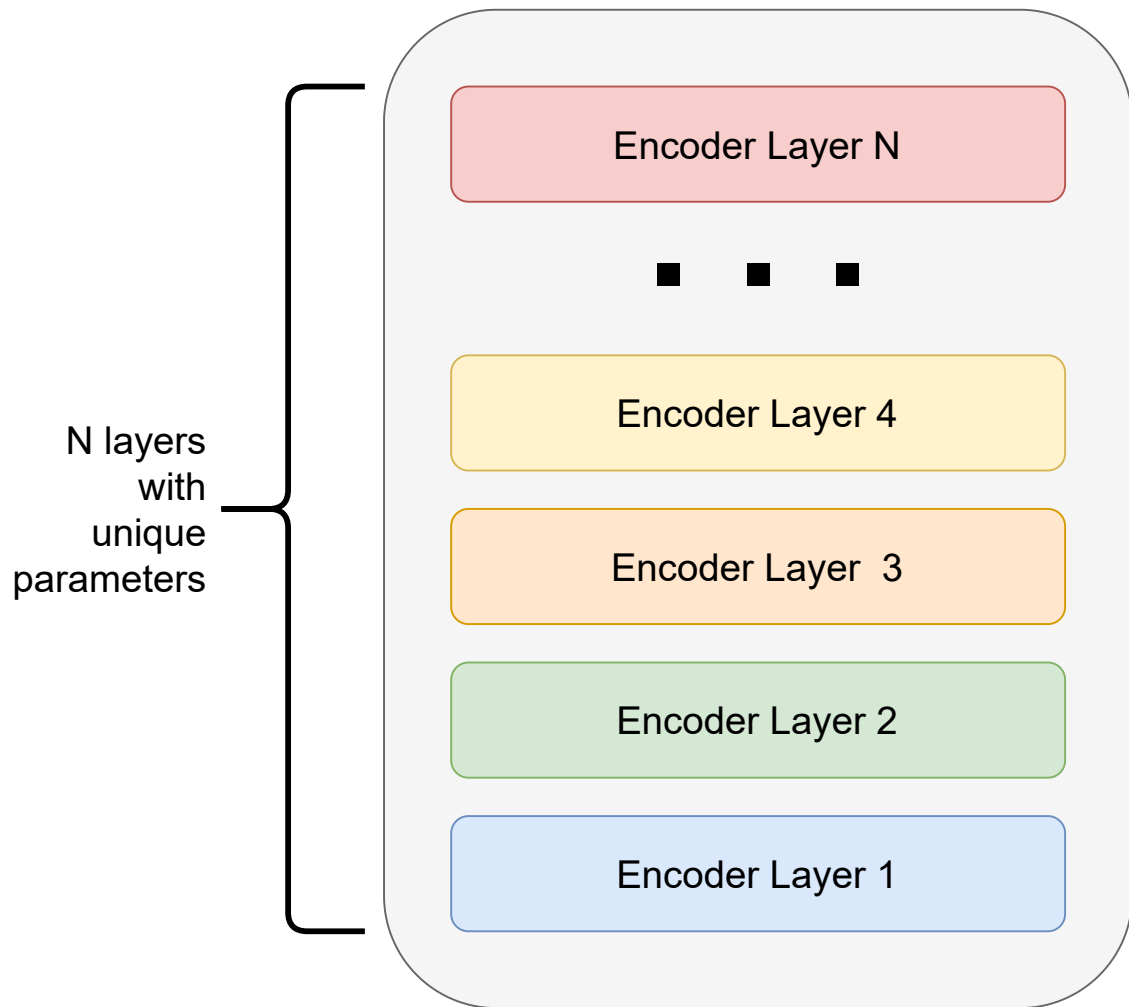 Encoder Layer N
Encoder Layer 4
N layers
with
unique
parameters
Encoder Layer  3
Encoder Layer 2
Encoder Layer 1